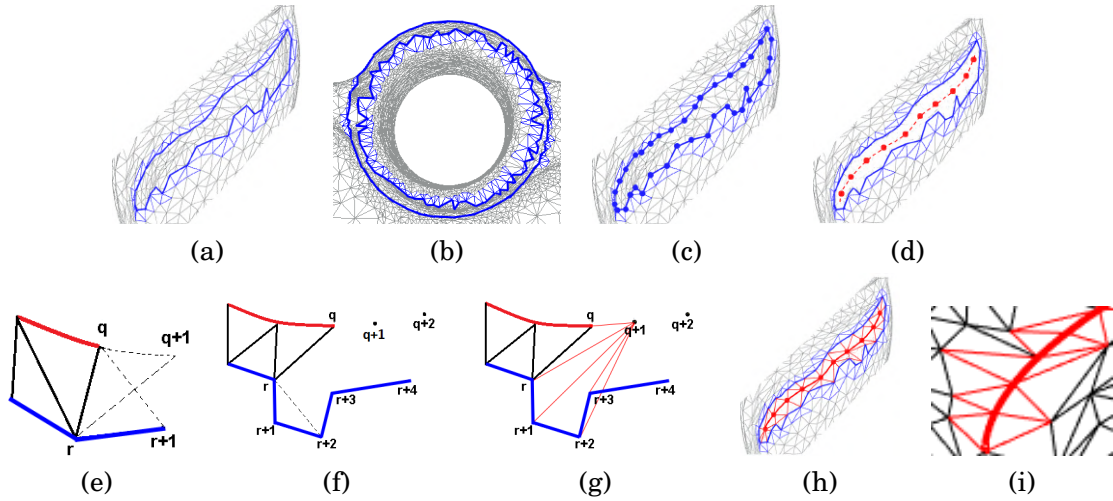 (a) (b) (c) (d)
q q+1 r r+1
q q+1 q+2 r r+1 r+2 r+3 r+4
q q+1 q+2 r r+1 r+2 r+3 r+4
(e) (f) (g) (h) (i)